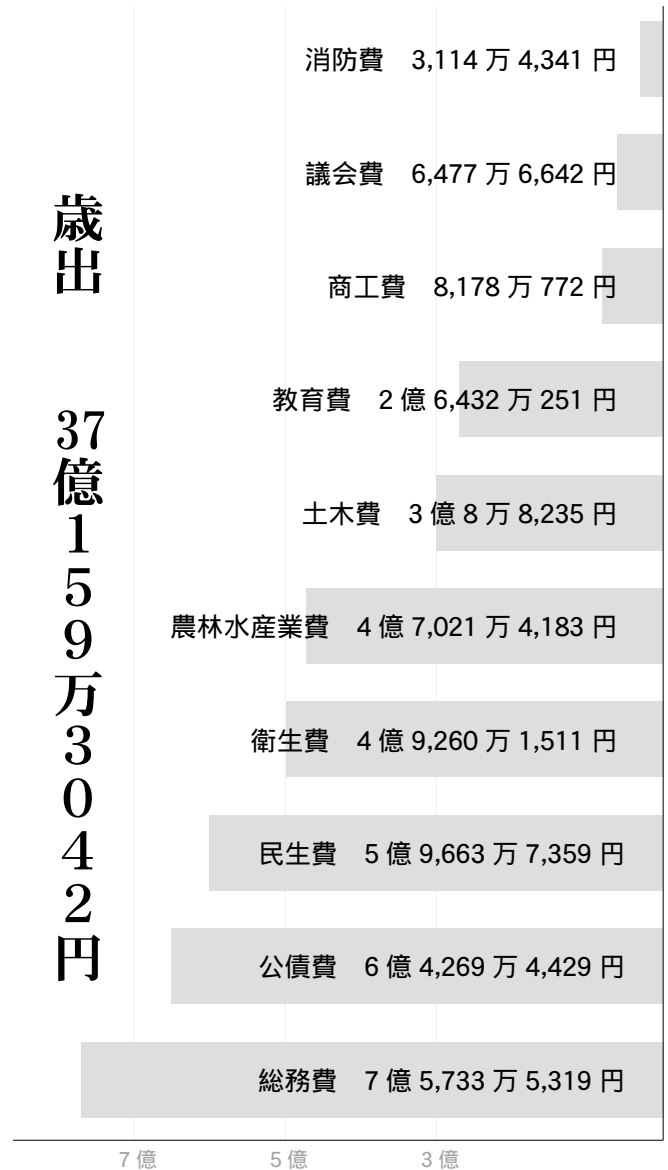 歳出　37億159万3042円
消防費　3,114 万 4,341 円
議会費　6,477 万 6,642 円
商工費　8,178 万 772 円
教育費　2 億 6,432 万 251 円
土木費　3 億 8 万 8,235 円
農林水産業費　4 億 7,021 万 4,183 円
衛生費　4 億 9,260 万 1,511 円
民生費　5 億 9,663 万 7,359 円
公債費　6 億 4,269 万 4,429 円
総務費　7 億 5,733 万 5,319 円
7 億　5 億　3 億